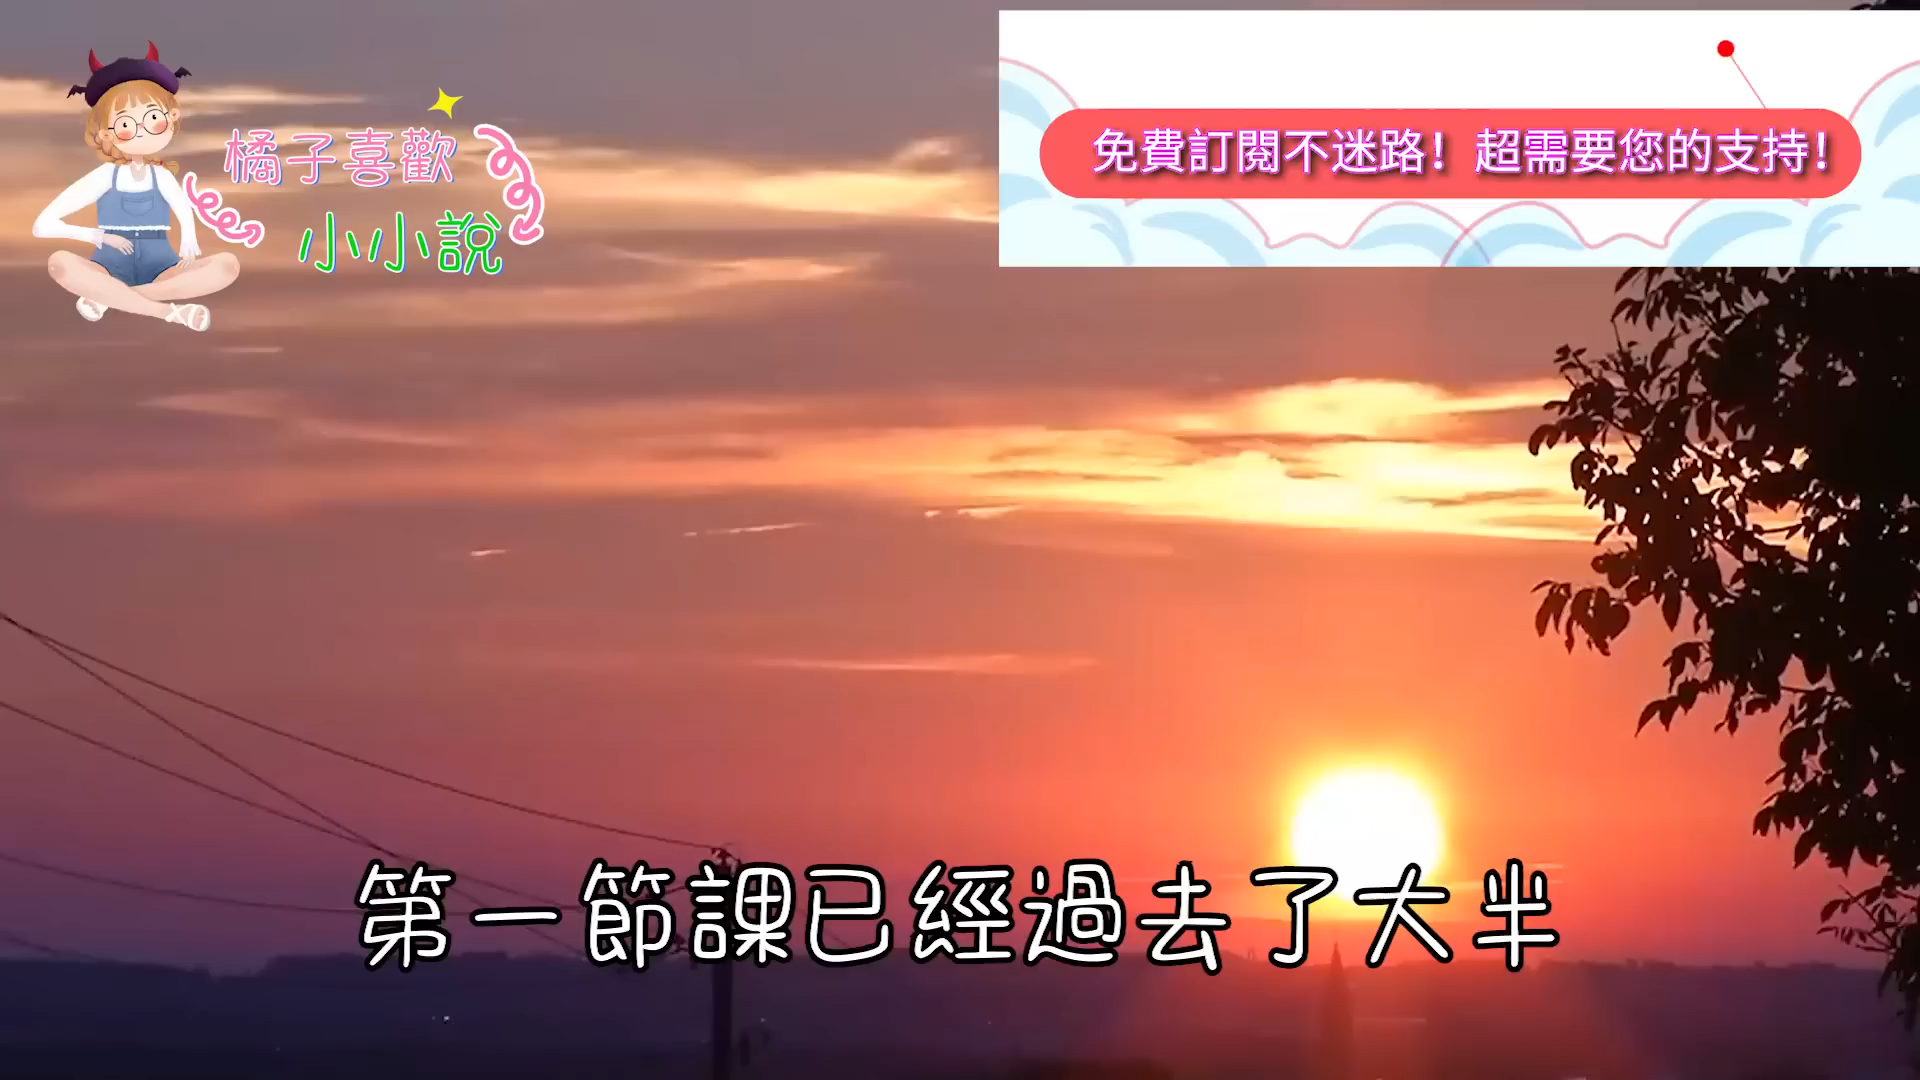 橘子喜歡
小小說
免費訂閱不迷路！超需要您的支持！
第一節課已經過去了大半